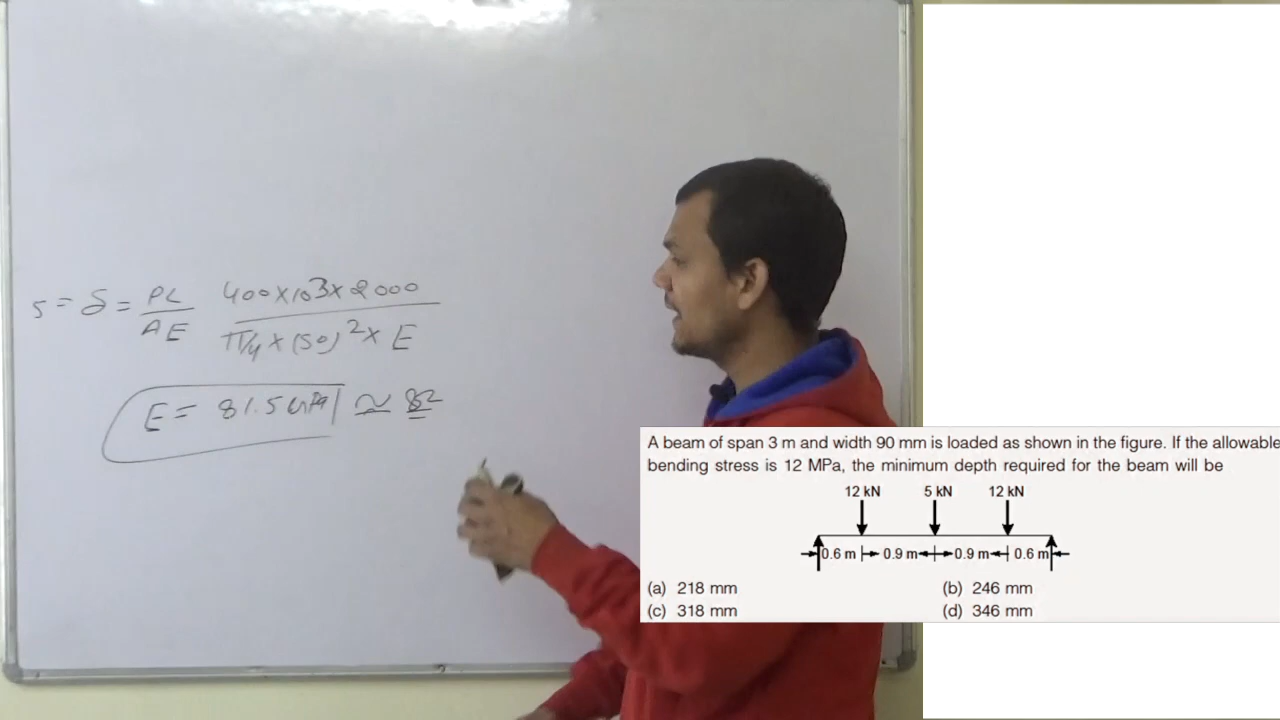 5 = δ = PL / AE 400×10³×2000 / π/4 × (50)² × E
E = 81.5 GPa ≃ 82
A beam of span 3 m and width 90 mm is loaded as shown in the figure. If the allowable
bending stress is 12 MPa, the minimum depth required for the beam will be
12 kN 5 kN 12 kN
0.6 m 0.9 m 0.9 m 0.6 m
(a) 218 mm (b) 246 mm
(c) 318 mm (d) 346 mm